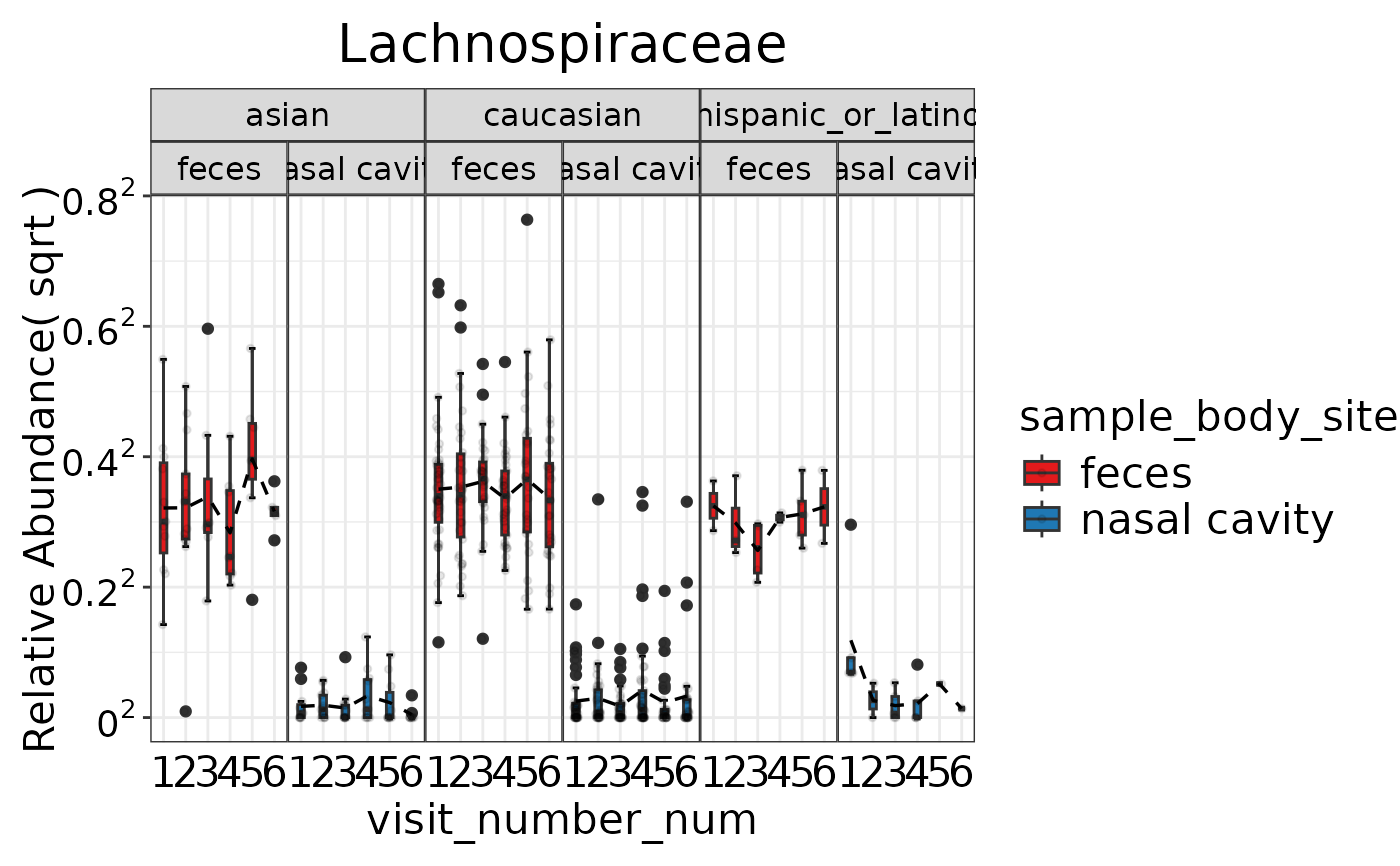 Lachnospiraceae
asian caucasian hispanic_or_latino
feces asal cavit feces asal cavit feces asal cavit
Relative Abundance( sqrt )
0.8²
0.6²
0.4²
0.2²
0²
123456 123456 123456 123456 123456 123456
visit_number_num
sample_body_site
feces
nasal cavity